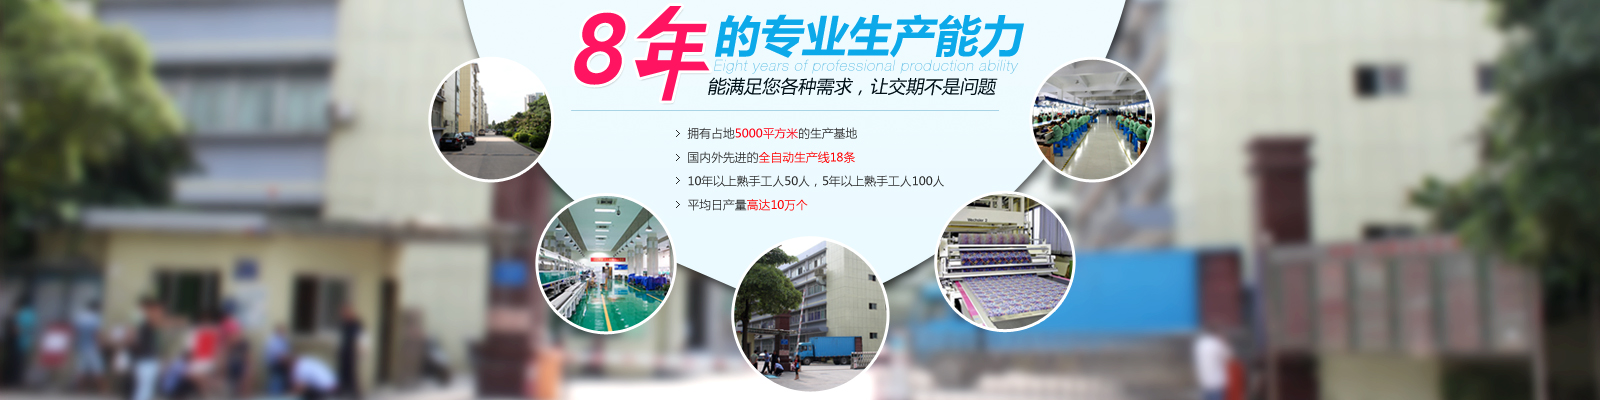 8年的专业生产能力
Eight years of professional production ability
能满足您各种需求，让交期不是问题
拥有占地5000平方米的生产基地
国内外先进的全自动生产线18条
10年以上熟手工人50人，5年以上熟手工人100人
平均日产量高达10万个